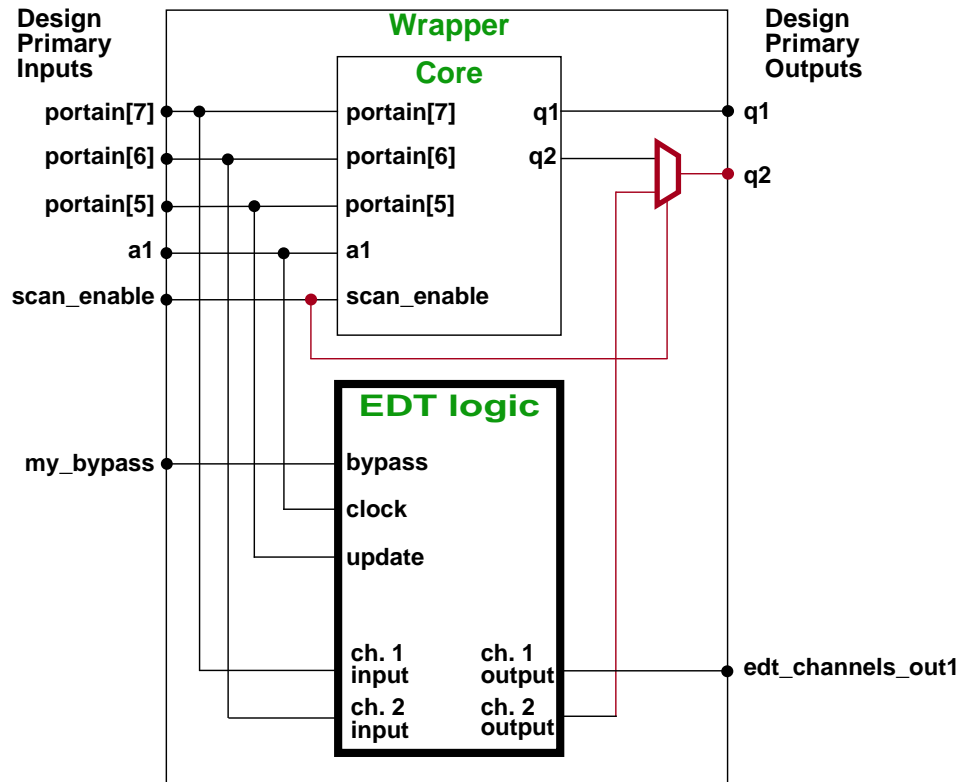 Design
Primary
Inputs
Wrapper
Design
Primary
Outputs
Core
portain[7]
portain[7]
q1
q1
portain[6]
portain[6]
q2
q2
portain[5]
portain[5]
a1
a1
scan_enable
scan_enable
EDT logic
my_bypass
bypass
clock
update
ch. 1
input
ch. 1
output
edt_channels_out1
ch. 2
input
ch. 2
output